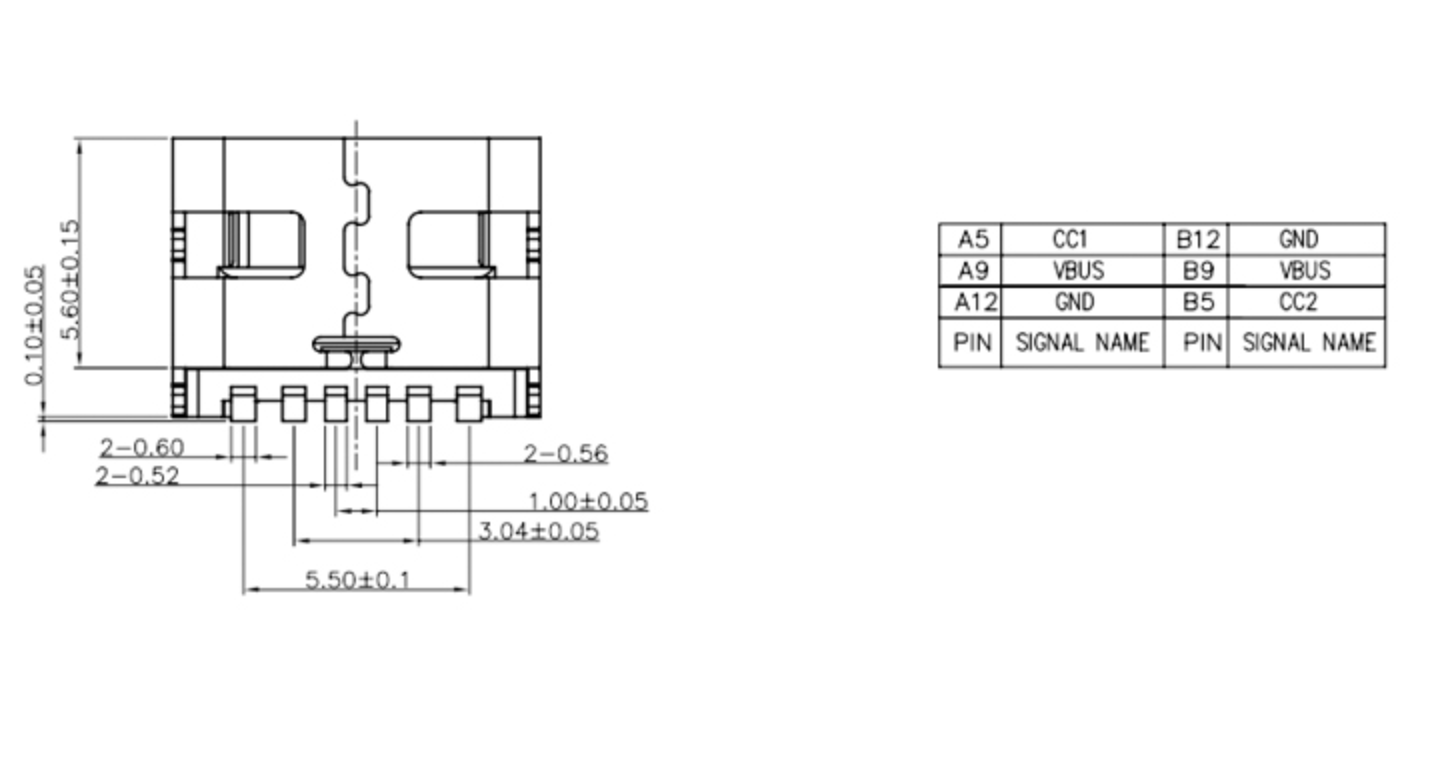 5.60±0.15
0.10±0.05
2-0.60
2-0.52
2-0.56
1.00±0.05
3.04±0.05
5.50±0.1
A5 CC1 B12 GND
A9 VBUS B9 VBUS
A12 GND B5 CC2
PIN SIGNAL NAME PIN SIGNAL NAME